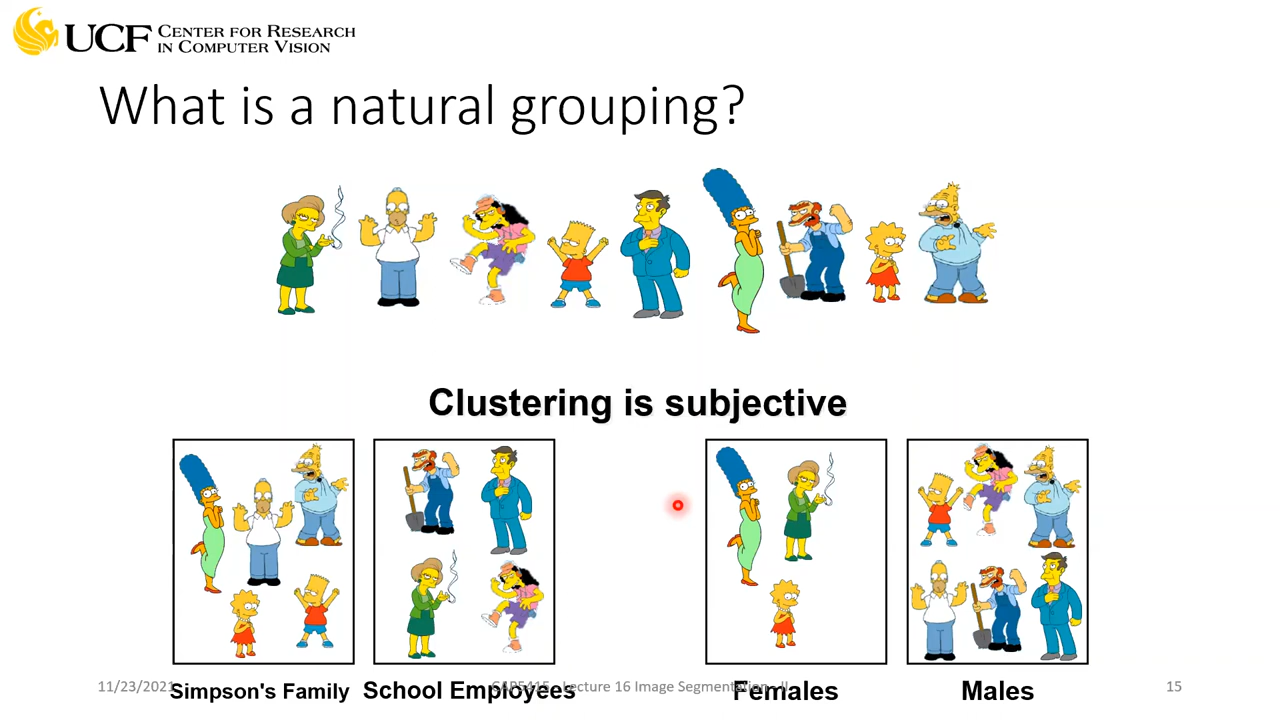 UCF CENTER FOR RESEARCH
IN COMPUTER VISION
What is a natural grouping?
Clustering is subjective
11/23/2021
Simpson's Family
School Employees
CAP5415 - Lecture 16 Image Segmentation - II
Females
Males
15